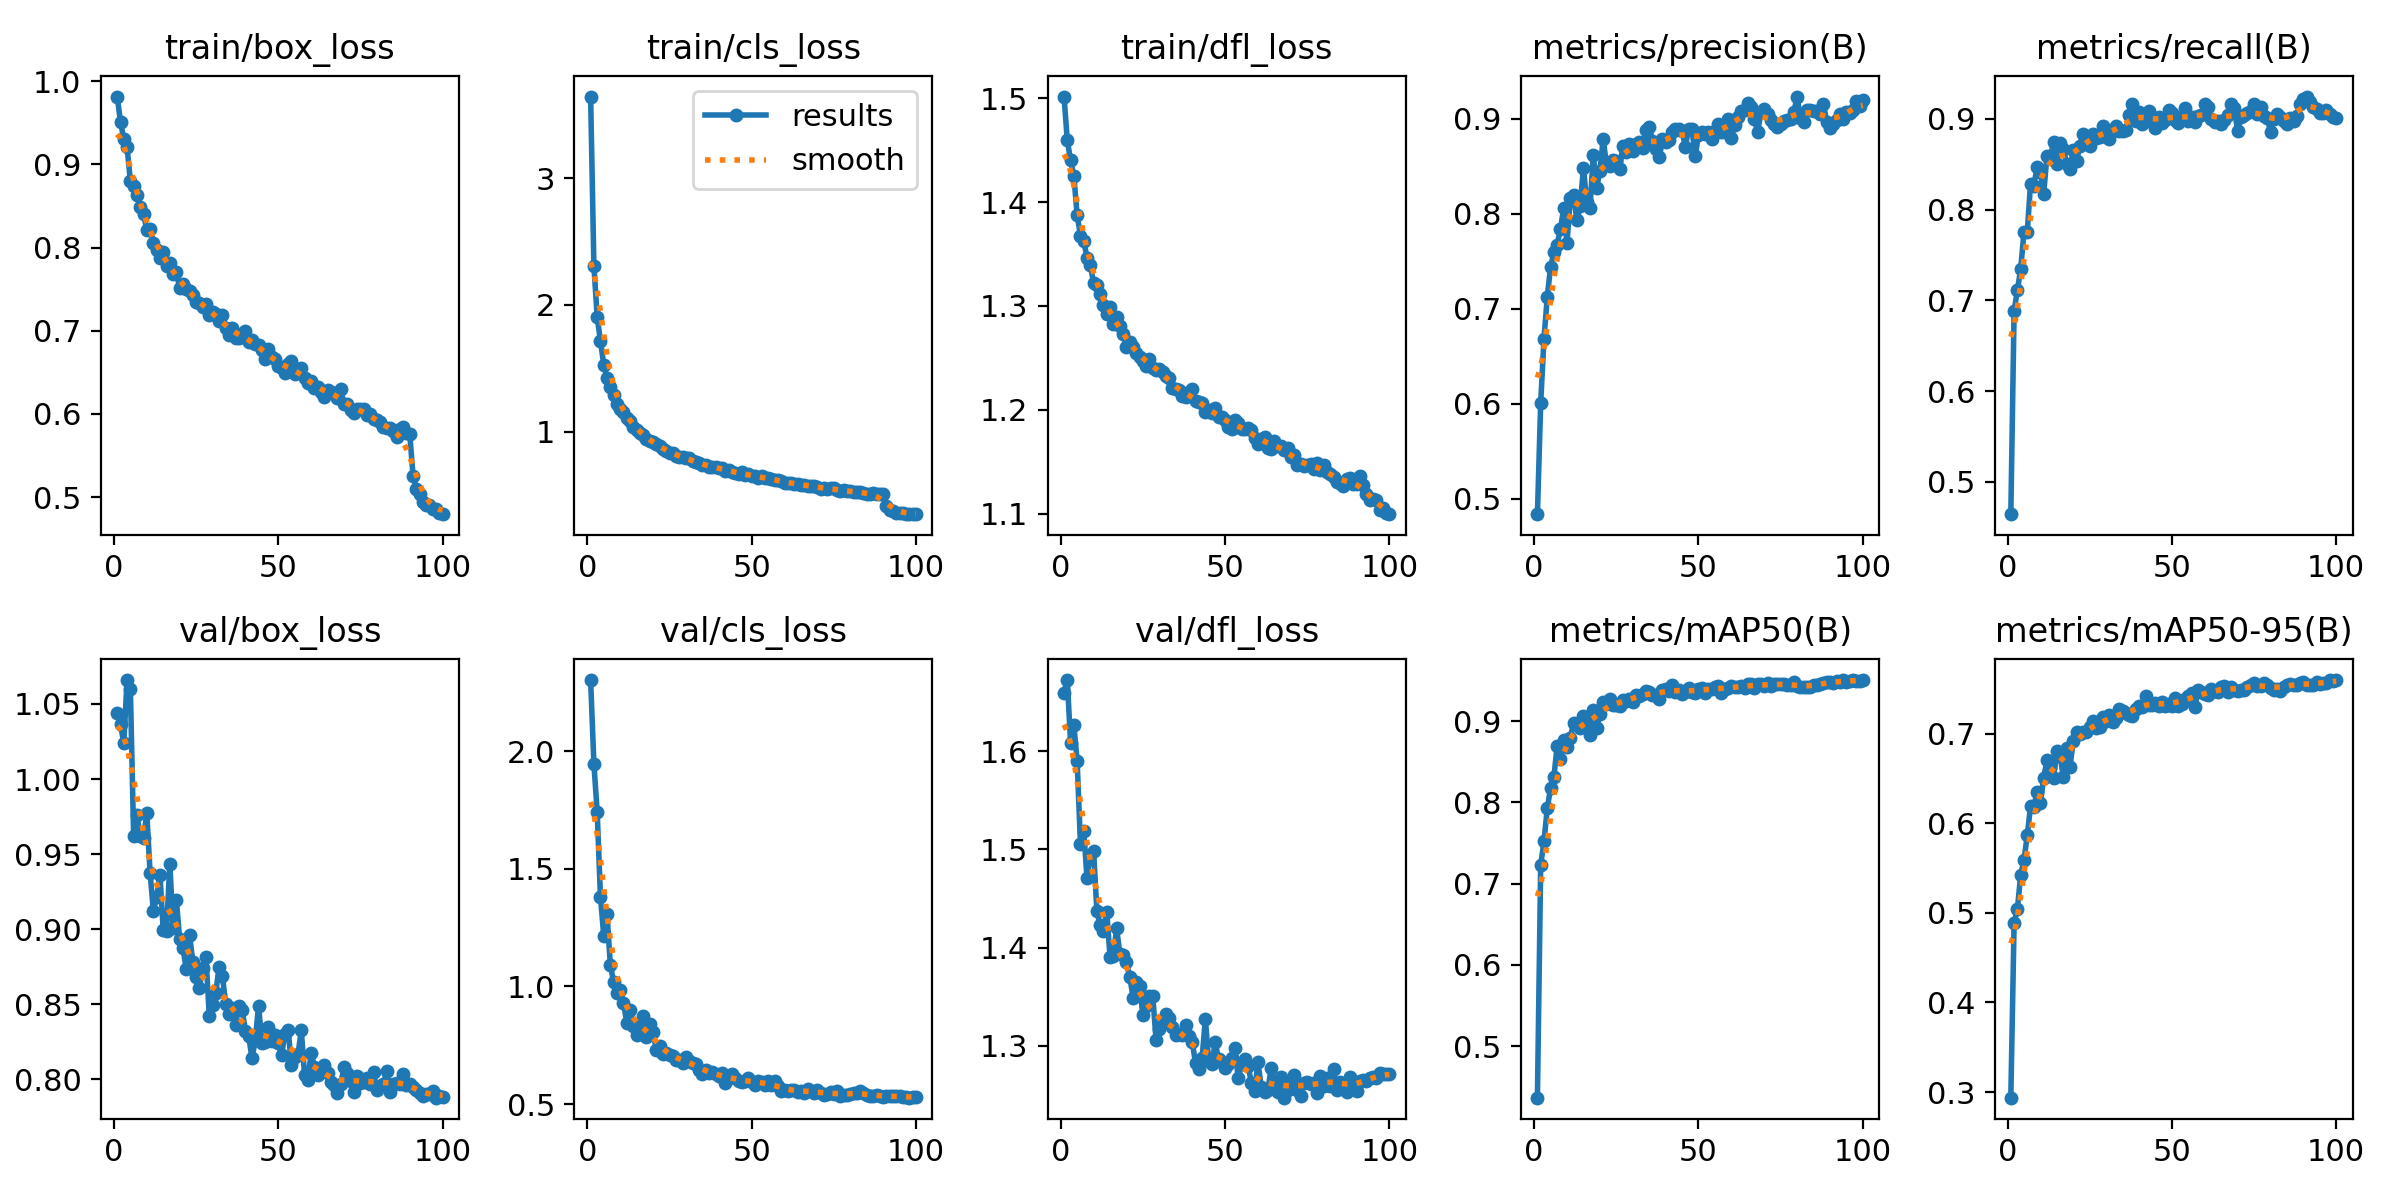 train/box_loss
1.0
0.9
0.8
0.7
0.6
0.5
0 50 100
train/cls_loss
results
smooth
3
2
1
0 50 100
train/dfl_loss
1.5
1.4
1.3
1.2
1.1
0 50 100
metrics/precision(B)
0.9
0.8
0.7
0.6
0.5
0 50 100
metrics/recall(B)
0.9
0.8
0.7
0.6
0.5
0 50 100
val/box_loss
1.05
1.00
0.95
0.90
0.85
0.80
0 50 100
val/cls_loss
2.0
1.5
1.0
0.5
0 50 100
val/dfl_loss
1.6
1.5
1.4
1.3
0 50 100
metrics/mAP50(B)
0.9
0.8
0.7
0.6
0.5
0 50 100
metrics/mAP50-95(B)
0.7
0.6
0.5
0.4
0.3
0 50 100